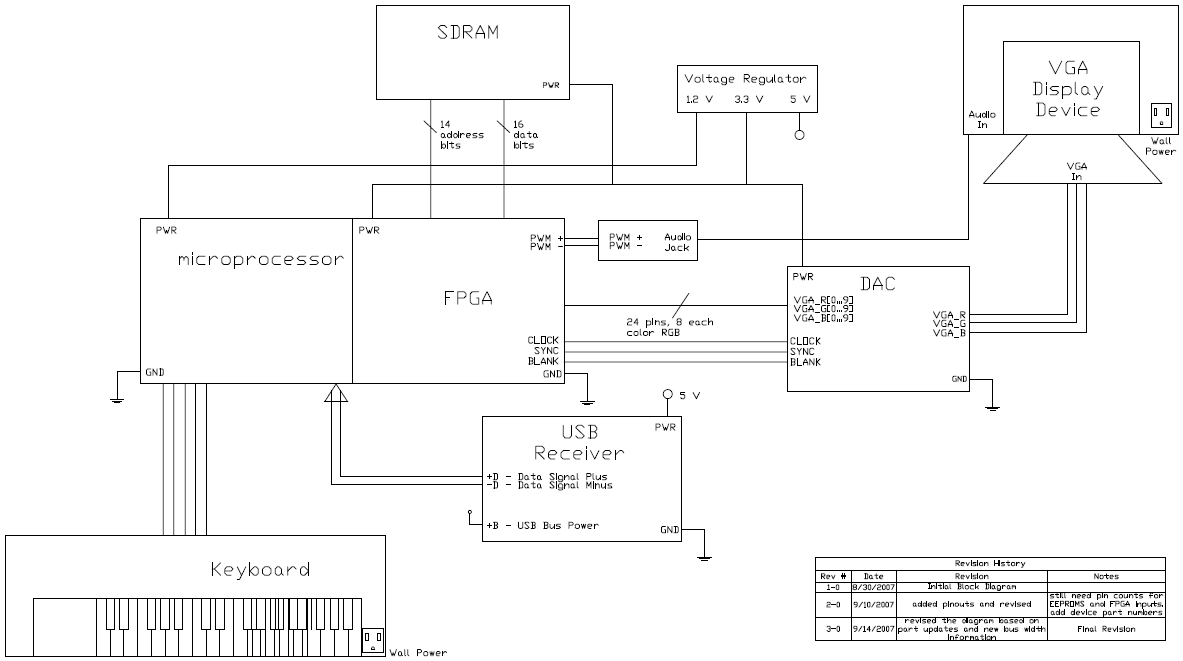 SDRAM
PWR
14
address
bits
16
data
bits
Voltage Regulator
1.2 V 3.3 V 5 V
VGA
Display
Device
Audio
In
Wall
Power
VGA
In
PWR
microprocessor
GND
PWR
FPGA
PWM +
PWM -
CLOCK
SYNC
BLANK
GND
PWM + Audio
PWM - Jack
24 pins, 8 each
color RGB
PWR
DAC
VGA_R[0...9]
VGA_G[0...9]
VGA_B[0...9]
CLOCK
SYNC
BLANK
VGA_R
VGA_G
VGA_B
GND
5 V
USB
Receiver
PWR
+D - Data Signal Plus
-D - Data Signal Minus
+B - USB Bus Power
GND
Keyboard
Wall Power
Revision History
Rev # Date Revision Notes
1-0 8/30/2007 Initial Block Diagram
2-0 9/10/2007 added pinouts and revised
still need pin counts for
EEPROMS and FPGA inputs,
add device part numbers
3-0 9/14/2007
revised the diagram based on
part updates and new bus width
information
Final Revision